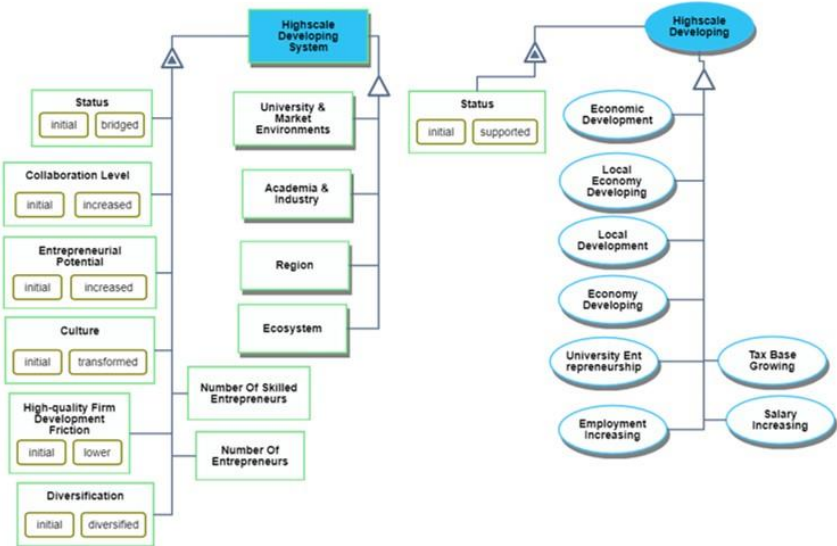 Highscale
Developing
System
Status
initial bridged
Collaboration Level
initial increased
Entrepreneurial
Potential
initial increased
Culture
initial transformed
High-quality Firm
Development
Friction
initial lower
Diversification
initial diversified
Number Of Skilled
Entrepreneurs
Number Of
Entrepreneurs
University &
Market
Environments
Academia &
Industry
Region
Ecosystem
Highscale
Developing
Status
initial supported
Economic
Development
Local
Economy
Developing
Local
Development
Economy
Developing
University Ent
repreneurship
Employment
Increasing
Tax Base
Growing
Salary
Increasing